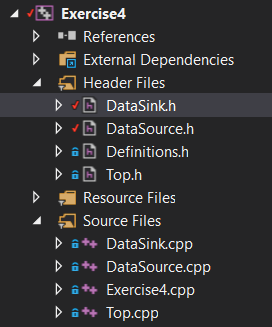 Exercise4
References
External Dependencies
Header Files
DataSink.h
DataSource.h
Definitions.h
Top.h
Resource Files
Source Files
DataSink.cpp
DataSource.cpp
Exercise4.cpp
Top.cpp